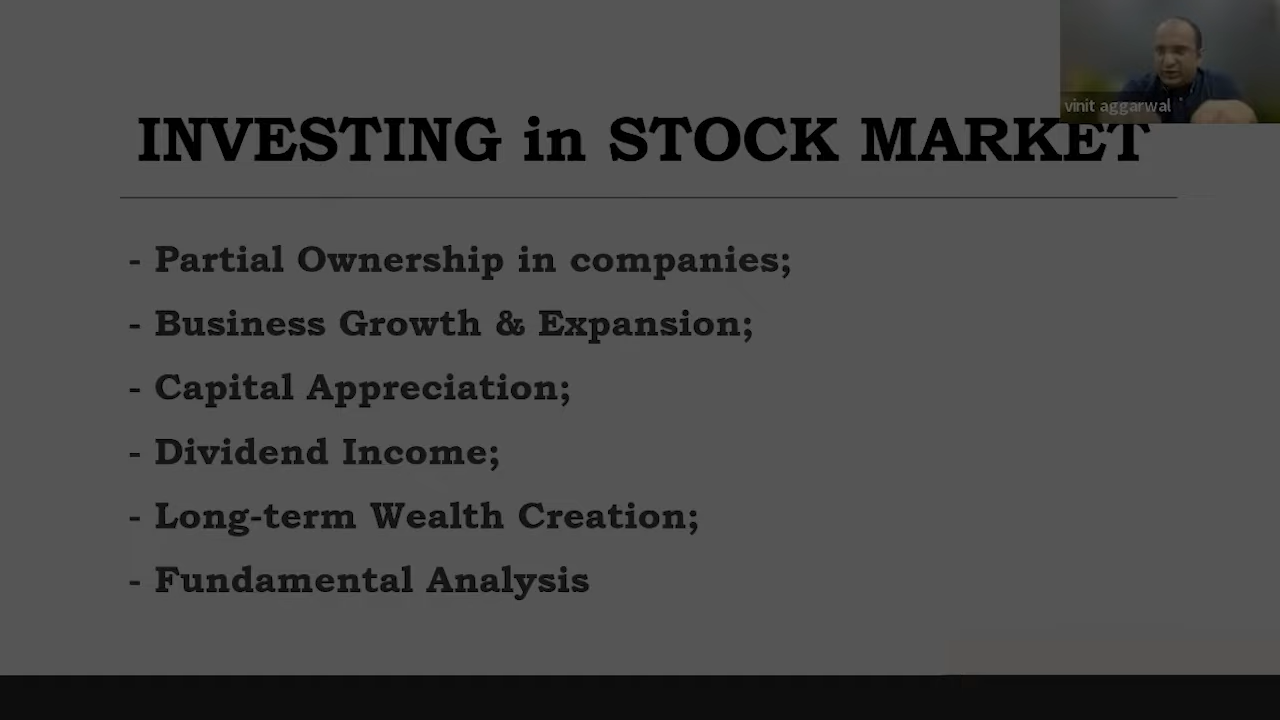 vinit aggarwal
INVESTING in STOCK MARKET
- Partial Ownership in companies;
- Business Growth & Expansion;
- Capital Appreciation;
- Dividend Income;
- Long-term Wealth Creation;
- Fundamental Analysis